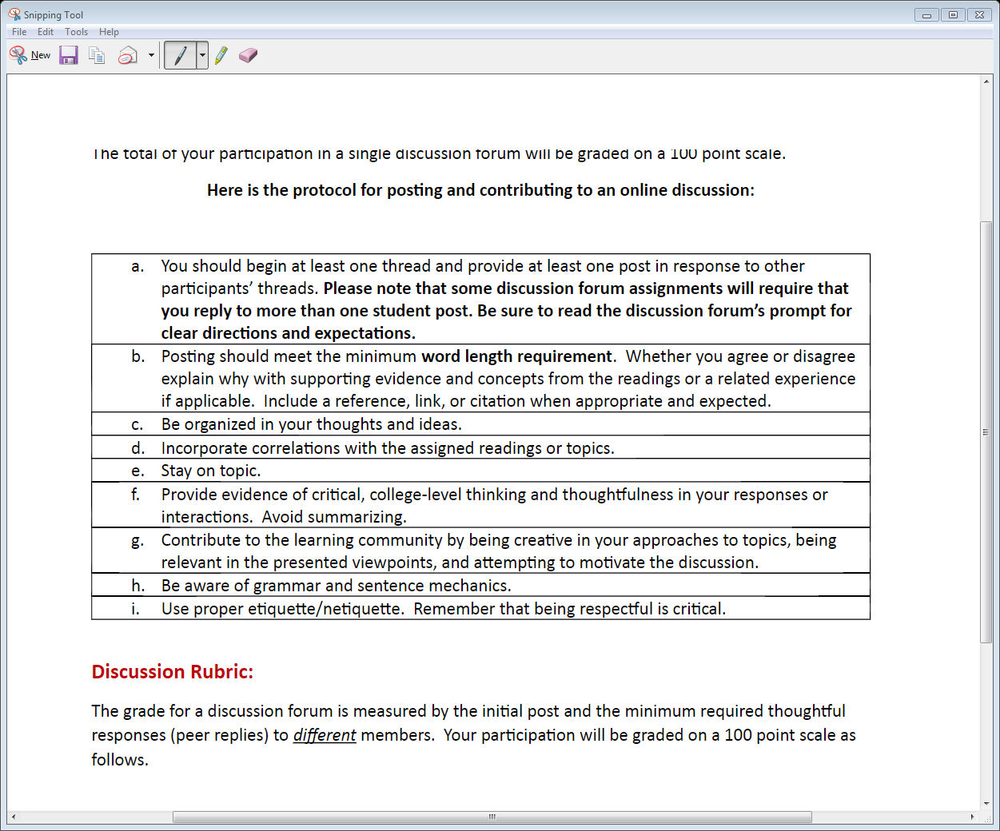 Snipping Tool
File Edit Tools Help
New
The total of your participation in a single discussion forum will be graded on a 100 point scale.
Here is the protocol for posting and contributing to an online discussion:
a. You should begin at least one thread and provide at least one post in response to other
participants’ threads. Please note that some discussion forum assignments will require that
you reply to more than one student post. Be sure to read the discussion forum’s prompt for
clear directions and expectations.
b. Posting should meet the minimum word length requirement.  Whether you agree or disagree
explain why with supporting evidence and concepts from the readings or a related experience
if applicable.  Include a reference, link, or citation when appropriate and expected.
c. Be organized in your thoughts and ideas.
d. Incorporate correlations with the assigned readings or topics.
e. Stay on topic.
f. Provide evidence of critical, college-level thinking and thoughtfulness in your responses or
interactions.  Avoid summarizing.
g. Contribute to the learning community by being creative in your approaches to topics, being
relevant in the presented viewpoints, and attempting to motivate the discussion.
h. Be aware of grammar and sentence mechanics.
i. Use proper etiquette/netiquette.  Remember that being respectful is critical.
Discussion Rubric:
The grade for a discussion forum is measured by the initial post and the minimum required thoughtful
responses (peer replies) to different members.  Your participation will be graded on a 100 point scale as
follows.